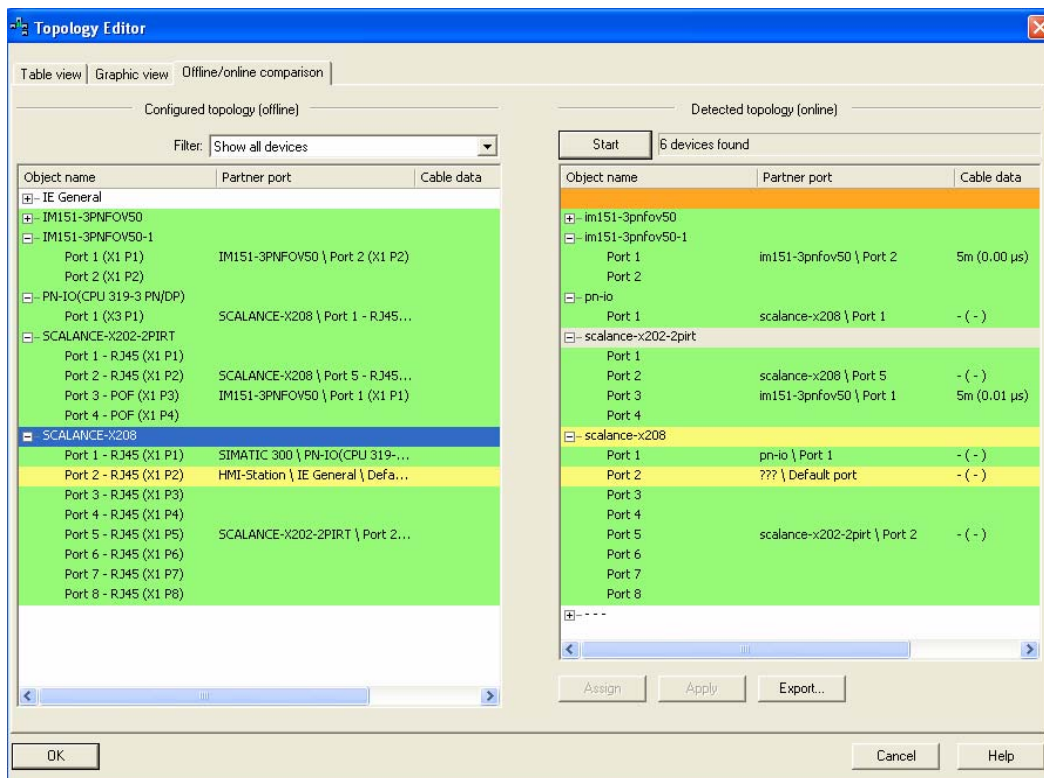 Topology Editor
Table view Graphic view Offline/online comparison
Configured topology (offline)
Filter: Show all devices
Object name Partner port Cable data
IE General
IM151-3PNFOV50
IM151-3PNFOV50-1
Port 1 (X1 P1) IM151-3PNFOV50 \ Port 2 (X1 P2)
Port 2 (X1 P2)
PN-IO(CPU 319-3 PN/DP)
Port 1 (X3 P1) SCALANCE-X208 \ Port 1 - RJ45...
SCALANCE-X202-2PIRT
Port 1 - RJ45 (X1 P1)
Port 2 - RJ45 (X1 P2) SCALANCE-X208 \ Port 5 - RJ45...
Port 3 - POF (X1 P3) IM151-3PNFOV50 \ Port 1 (X1 P1)
Port 4 - POF (X1 P4)
SCALANCE-X208
Port 1 - RJ45 (X1 P1) SIMATIC 300 \ PN-IO(CPU 319-...
Port 2 - RJ45 (X1 P2) HMI-Station \ IE General \ Defa...
Port 3 - RJ45 (X1 P3)
Port 4 - RJ45 (X1 P4)
Port 5 - RJ45 (X1 P5) SCALANCE-X202-2PIRT \ Port 2...
Port 6 - RJ45 (X1 P6)
Port 7 - RJ45 (X1 P7)
Port 8 - RJ45 (X1 P8)
Detected topology (online)
Start 6 devices found
Object name Partner port Cable data
im151-3pnfov50
im151-3pnfov50-1
Port 1 im151-3pnfov50 \ Port 2 5m (0.00 µs)
Port 2
pn-io
Port 1 scalance-x208 \ Port 1 - ( - )
scalance-x202-2pirt
Port 1
Port 2 scalance-x208 \ Port 5 - ( - )
Port 3 im151-3pnfov50 \ Port 1 5m (0.01 µs)
Port 4
scalance-x208
Port 1 pn-io \ Port 1 - ( - )
Port 2 ??? \ Default port - ( - )
Port 3
Port 4
Port 5 scalance-x202-2pirt \ Port 2 - ( - )
Port 6
Port 7
Port 8
- - -
Assign Apply Export...
OK Cancel Help